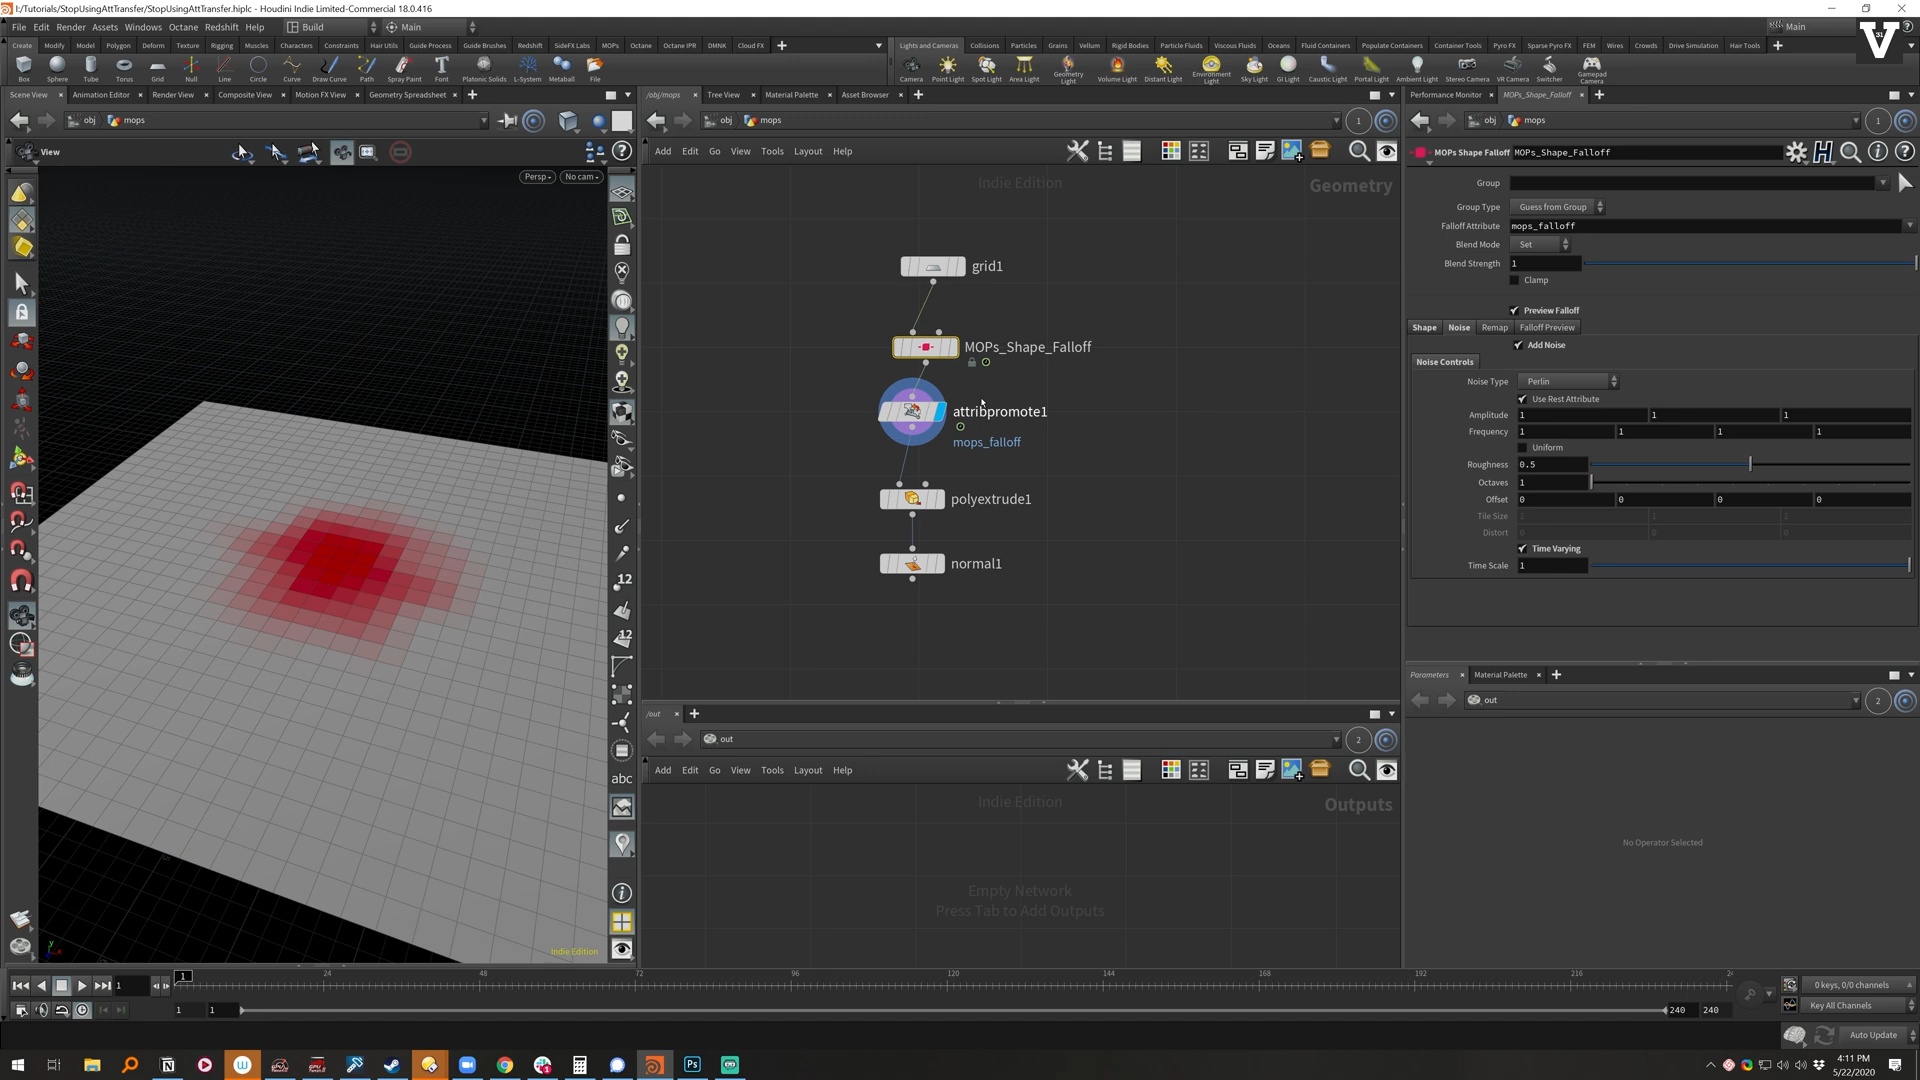 I:/Tutorials/StopUsingAttTransfer/StopUsingAttTransfer.hiplc - Houdini Indie Limited-Commercial 18.0.416
File Edit Render Assets Windows Octane Redshift Help Build Main Main
Create Modify Model Polygon Deform Texture Rigging Muscles Characters Constraints Hair Utils Guide Process Guide Brushes Redshift SideFX Labs MOPs Octane Octane IPR DMNK Cloud FX
Lights and Cameras Collisions Particles Grains Vellum Rigid Bodies Particle Fluids Viscous Fluids Oceans Fluid Containers Populate Containers Container Tools Pyro FX Sparse Pyro FX FEM Wires Crowds Drive Simulation Hair Tools
Box Sphere Tube Torus Grid Null Line Circle Curve Draw Curve Path Spray Paint Font Platonic Solids L-System Metaball File
Camera Point Light Spot Light Area Light Geometry Light Volume Light Distant Light Environment Light Sky Light GI Light Caustic Light Portal Light Ambient Light Stereo Camera VR Camera Switcher Gamepad Camera
Scene View Animation Editor Render View Composite View Motion FX View Geometry Spreadsheet
/obj/mops Tree View Material Palette Asset Browser
Performance Monitor MOPs_Shape_Falloff
obj mops
obj mops 1
obj mops 1
View
Persp No cam
Indie Edition
Add Edit Go View Tools Layout Help
Indie Edition
Geometry
grid1
MOPs_Shape_Falloff
attribpromote1
mops_falloff
polyextrude1
normal1
MOPs Shape Falloff MOPs_Shape_Falloff
Group
Group Type Guess from Group
Falloff Attribute mops_falloff
Blend Mode Set
Blend Strength 1
Clamp
Preview Falloff
Shape Noise Remap Falloff Preview
Add Noise
Noise Controls
Noise Type Perlin
Use Rest Attribute
Amplitude 1 1 1
Frequency 1 1 1 1
Uniform
Roughness 0.5
Octaves 1
Offset 0 0 0 0
Tile Size 1 1 1
Distort
Time Varying
Time Scale 1
12
12
abc
/out
out 2
Add Edit Go View Tools Layout Help
Indie Edition
Outputs
Empty Network
Press Tab to Add Outputs
Parameters Material Palette
out 2
No Operator Selected
1 1 24 48 72 96 120 144 168 192 216
1 1 240 240
0 keys, 0/0 channels
Key All Channels
Auto Update
4:11 PM
5/22/2020